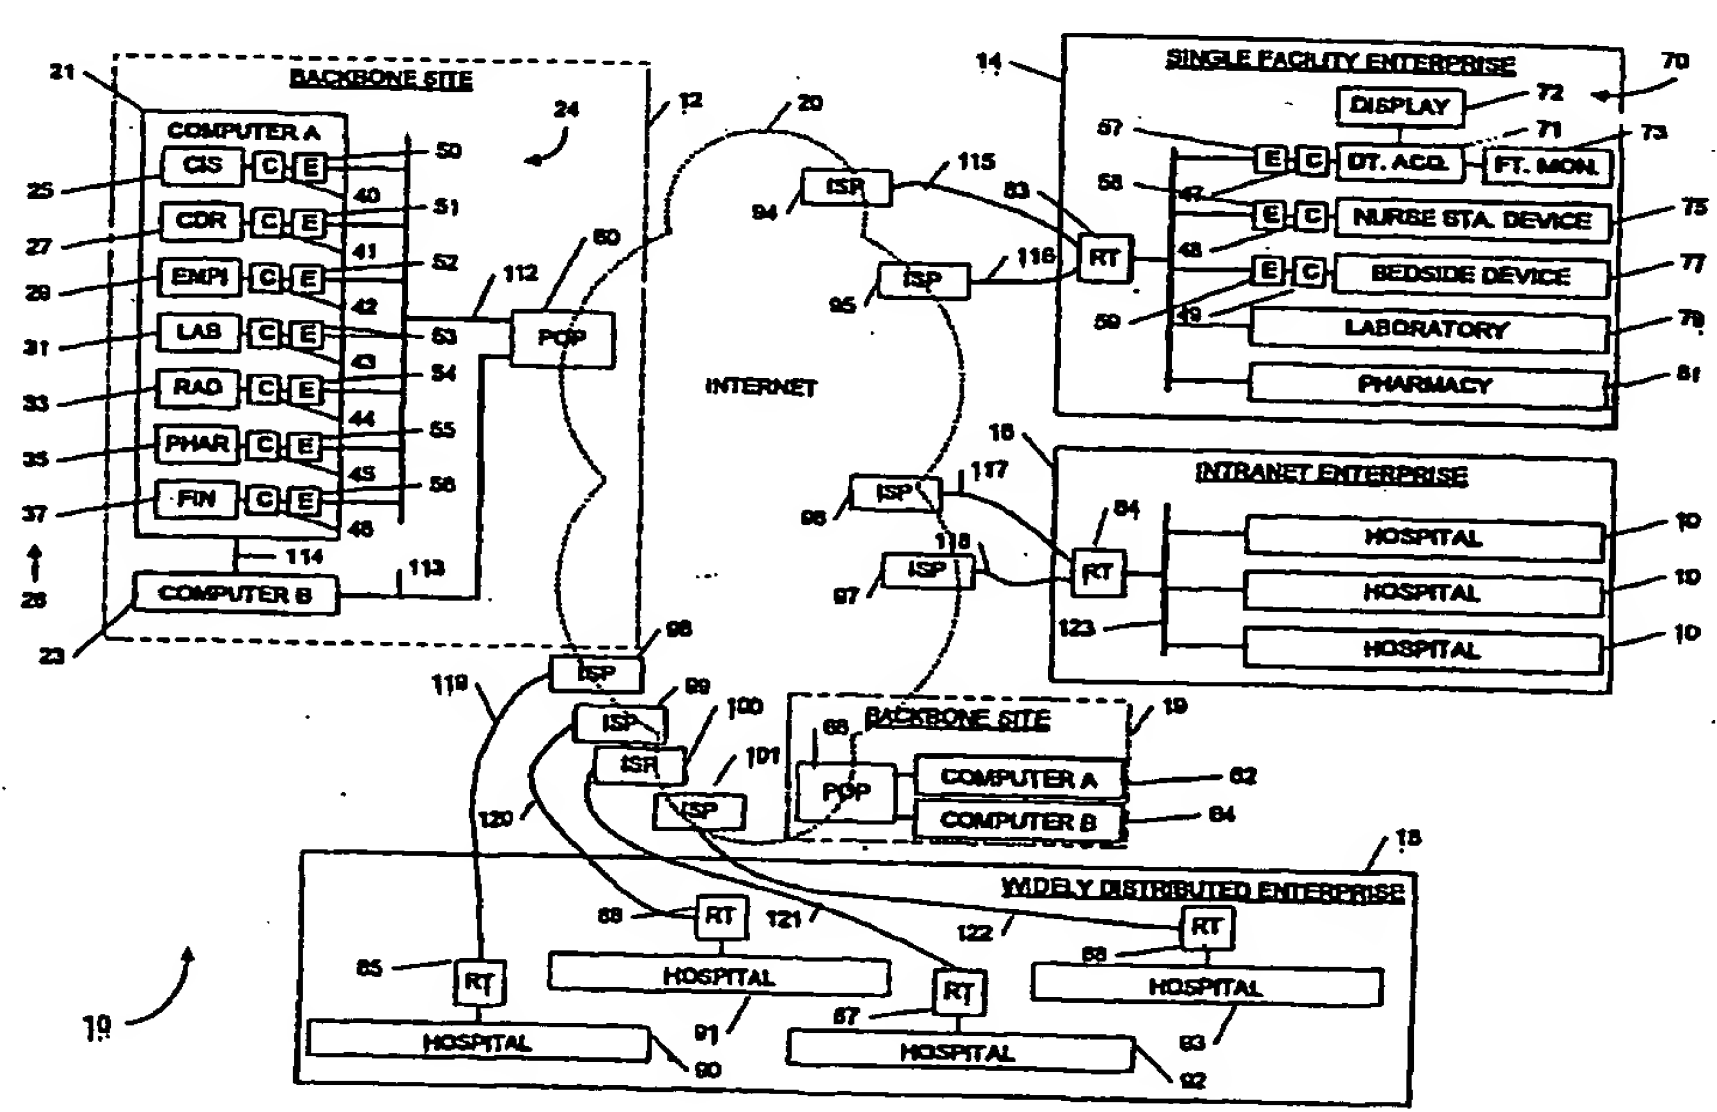 BACKBONE SITE
21
12
24
COMPUTER A
CIS C E 50
25 40
CDR C E 51
27 41
EMPI C E 52
29 42
LAB C E 53
31 43
RAD C E 54
33 44
PHAR C E 55
35 45
FIN C E 56
37 46
26
114
COMPUTER B
23
113
112
60
POP
20
INTERNET
ISP
94
115
ISP
95
116
ISP
96
117
ISP
97
118
ISP
98
119
ISP
99
120
ISP
100
121
ISP
101
122
SINGLE FACILITY ENTERPRISE
14
70
DISPLAY 72
57 E C DT. ACQ. 71
FT. MON. 73
58 47
E C NURSE STA. DEVICE 75
48
E C BEDSIDE DEVICE 77
59 49
LABORATORY 79
PHARMACY 81
83
RT
INTRANET ENTERPRISE
16
84
RT
123
HOSPITAL 10
HOSPITAL 10
HOSPITAL 10
BACKBONE SITE
19
66
POP
COMPUTER A 62
COMPUTER B 64
WIDELY DISTRIBUTED ENTERPRISE
18
85
RT
HOSPITAL
90
RT
HOSPITAL
91
87
RT
HOSPITAL
92
RT
HOSPITAL
93
10